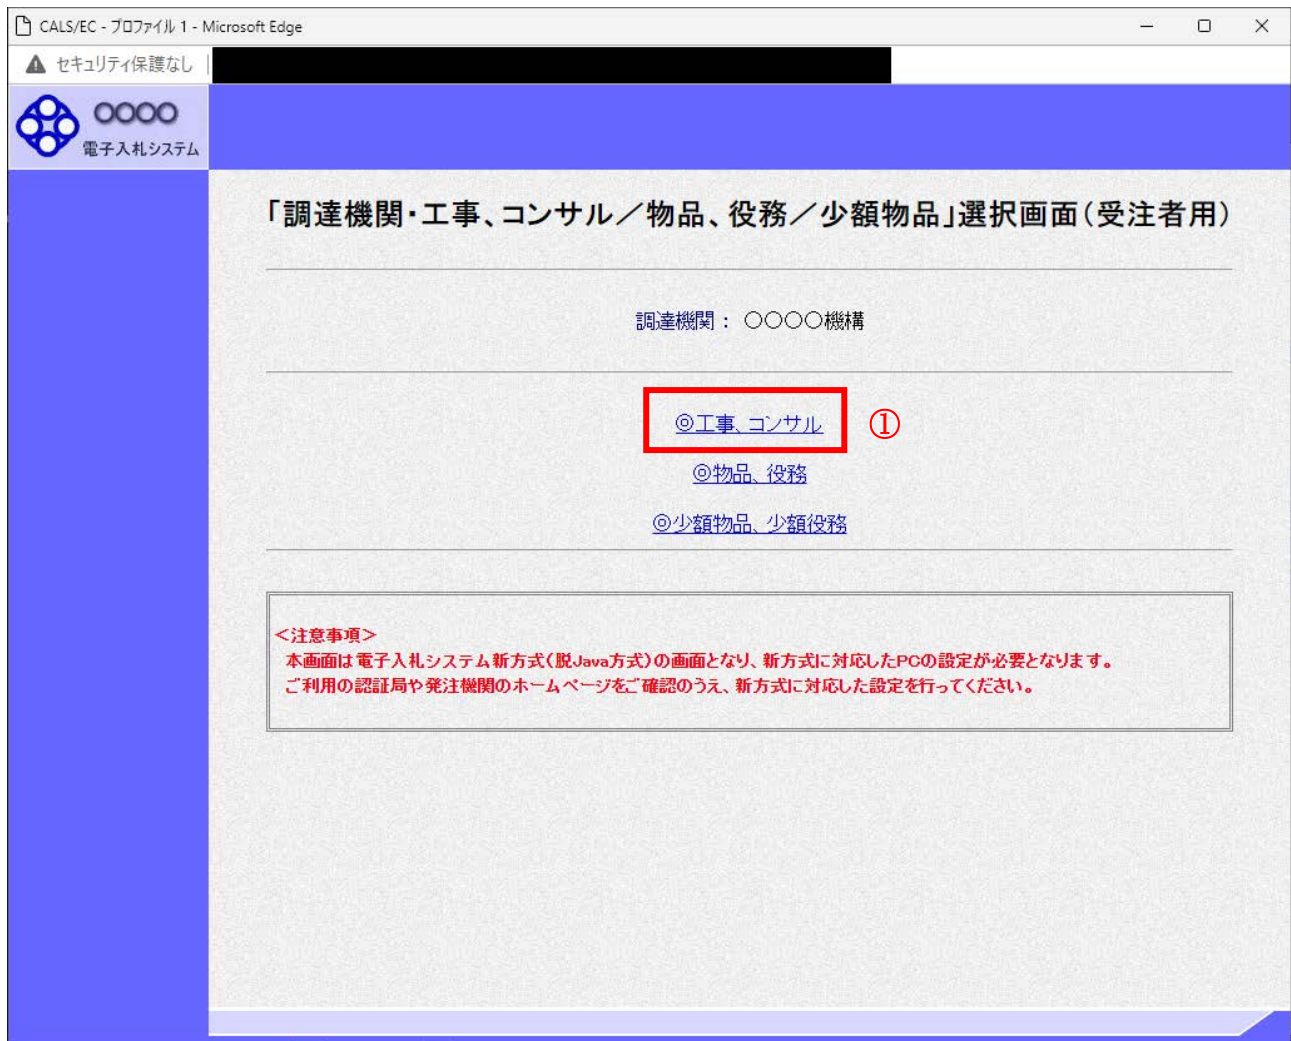 CALS/EC - プロファイル 1 - Microsoft Edge
セキュリティ保護なし
○○○○
電子入札システム
「調達機関・工事、コンサル／物品、役務／少額物品」選択画面（受注者用）
調達機関： ○○○○機構
◎工事、コンサル ①
◎物品、役務
◎少額物品、少額役務
＜注意事項＞
本画面は電子入札システム新方式（脱Java方式）の画面となり、新方式に対応したPCの設定が必要となります。
ご利用の認証局や発注機関のホームページをご確認のうえ、新方式に対応した設定を行ってください。